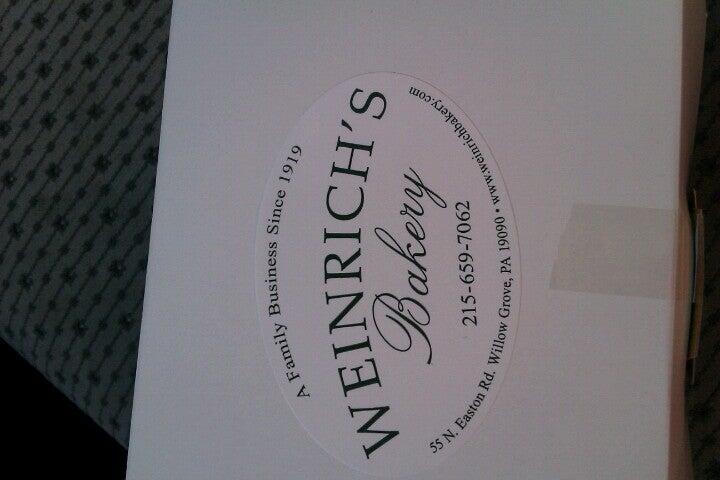 A Family Business Since 1919
WEINRICH'S
Bakery
215-659-7062
55 N. Easton Rd. Willow Grove, PA 19090 • www.weinrichbakery.com